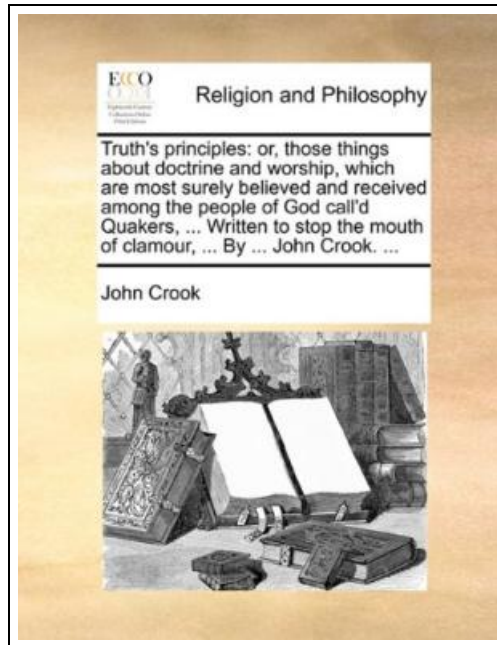 ECCO
Religion and Philosophy
Truth's principles: or, those things
about doctrine and worship, which
are most surely believed and received
among the people of God call'd
Quakers, ... Written to stop the mouth
of clamour, ... By ... John Crook. ...
John Crook